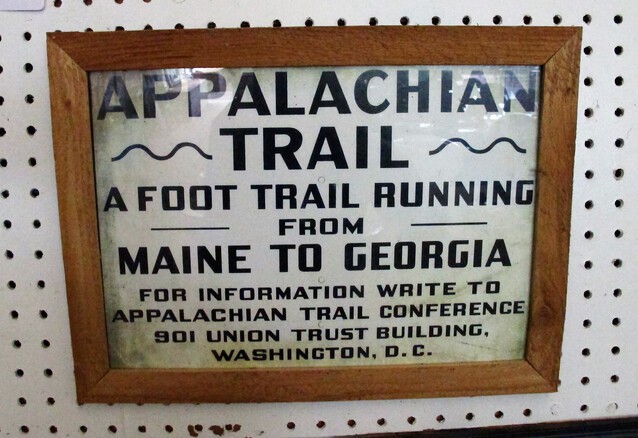 APPALACHIAN
TRAIL
A FOOT TRAIL RUNNING
FROM
MAINE TO GEORGIA
FOR INFORMATION WRITE TO
APPALACHIAN TRAIL CONFERENCE
901 UNION TRUST BUILDING,
WASHINGTON, D.C.